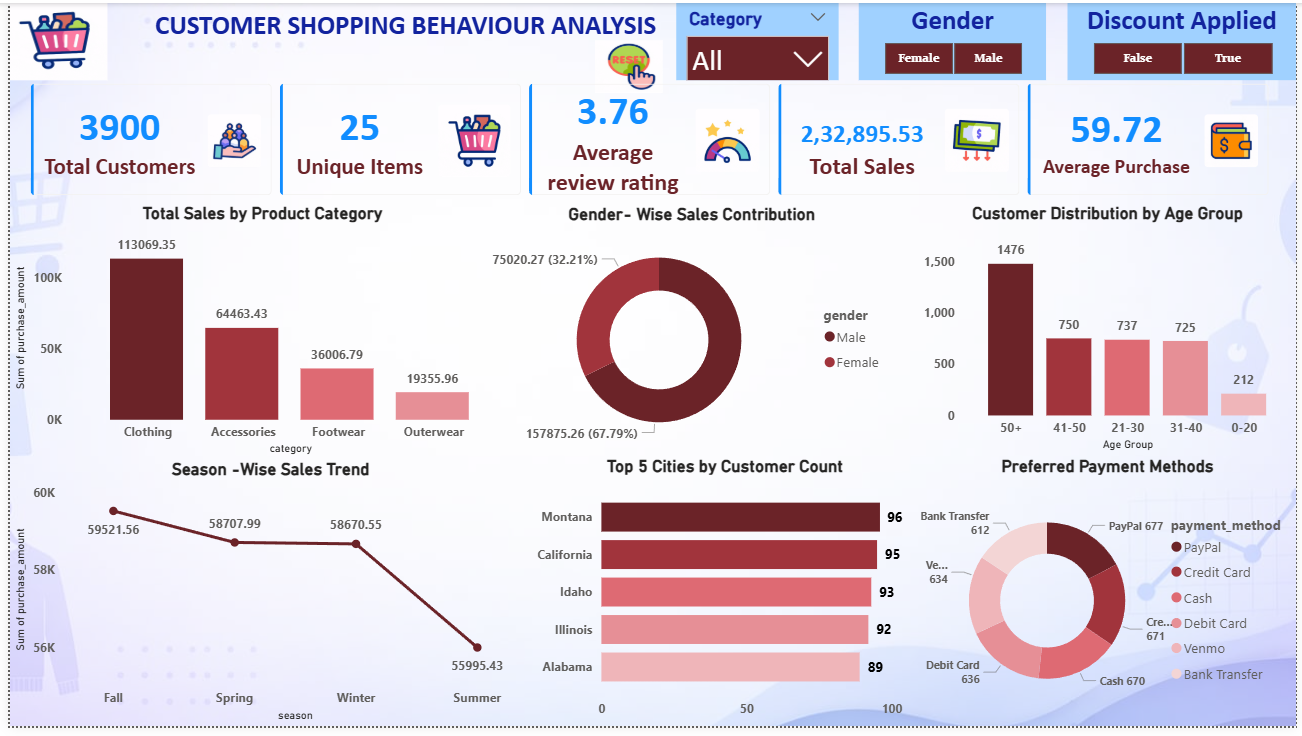 CUSTOMER SHOPPING BEHAVIOUR ANALYSIS
RESET
Category
All
Gender
Female
Male
Discount Applied
False
True
3900
Total Customers
25
Unique Items
3.76
Average
review rating
2,32,895.53
Total Sales
59.72
Average Purchase
Total Sales by Product Category
Sum of purchase_amount
100K
50K
0K
113069.35
64463.43
36006.79
19355.96
Clothing
Accessories
Footwear
Outerwear
category
Gender- Wise Sales Contribution
75020.27 (32.21%)
157875.26 (67.79%)
gender
Male
Female
Customer Distribution by Age Group
1,500
1,000
500
0
1476
750
737
725
212
50+
41-50
21-30
31-40
0-20
Age Group
Season -Wise Sales Trend
Sum of purchase_amount
60K
58K
56K
59521.56
58707.99
58670.55
55995.43
Fall
Spring
Winter
Summer
season
Top 5 Cities by Customer Count
Montana
96
California
95
Idaho
93
Illinois
92
Alabama
89
0
50
100
Preferred Payment Methods
Bank Transfer
612
PayPal 677
Ve...
634
Cre...
671
Debit Card
636
Cash 670
payment_method
PayPal
Credit Card
Cash
Debit Card
Venmo
Bank Transfer